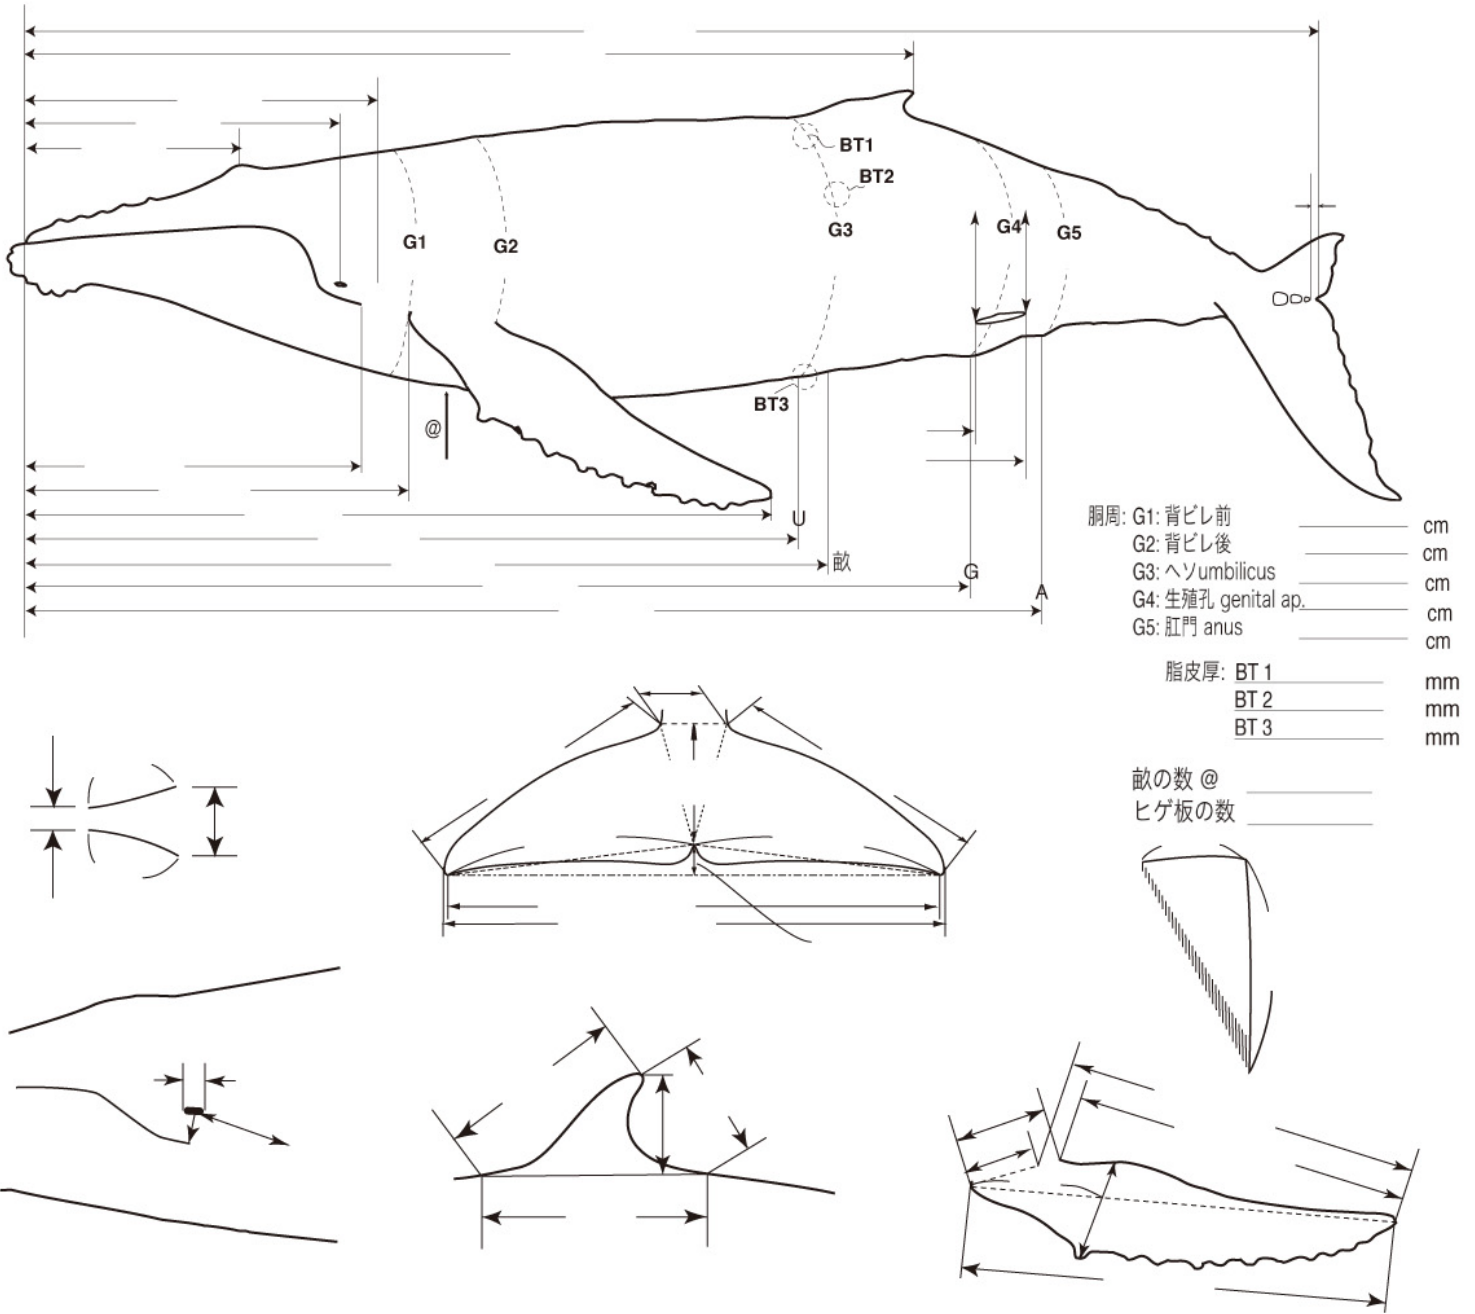 BT1
BT2
G1
G2
G3
G4
G5
BT3
@
U
畝
G
A
胴周: G1: 背ビレ前 cm
G2: 背ビレ後 cm
G3: ヘソumbilicus cm
G4: 生殖孔 genital ap. cm
G5: 肛門 anus cm
脂皮厚: BT 1 mm
BT 2 mm
BT 3 mm
畝の数 @
ヒゲ板の数